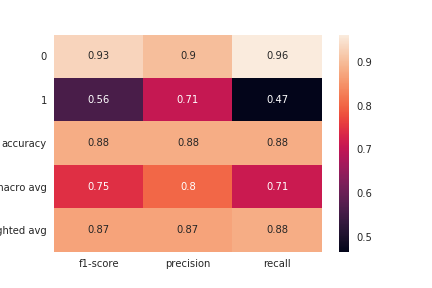 0 0.93 0.9 0.96
1 0.56 0.71 0.47
accuracy 0.88 0.88 0.88
avg 0.75 0.8 0.71
avg 0.87 0.87 0.88
f1-score precision recall
0.9
0.8
0.7
0.6
0.5